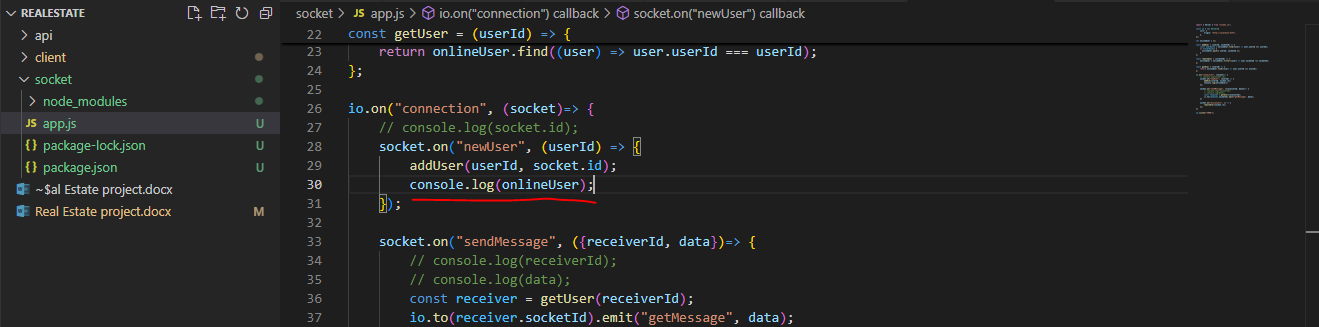 REALESTATE
api
client
socket
node_modules
JS app.js U
{} package-lock.json U
{} package.json U
~$al Estate project.docx
Real Estate project.docx M
socket > JS app.js > io.on("connection") callback > socket.on("newUser") callback
22 const getUser = (userId) => {
23 return onlineUser.find((user) => user.userId === userId);
24 };
25
26 io.on("connection", (socket)=> {
27 // console.log(socket.id);
28 socket.on("newUser", (userId) => {
29 addUser(userId, socket.id);
30 console.log(onlineUser);
31 });
32
33 socket.on("sendMessage", ({receiverId, data})=> {
34 // console.log(receiverId);
35 // console.log(data);
36 const receiver = getUser(receiverId);
37 io.to(receiver.socketId).emit("getMessage", data);